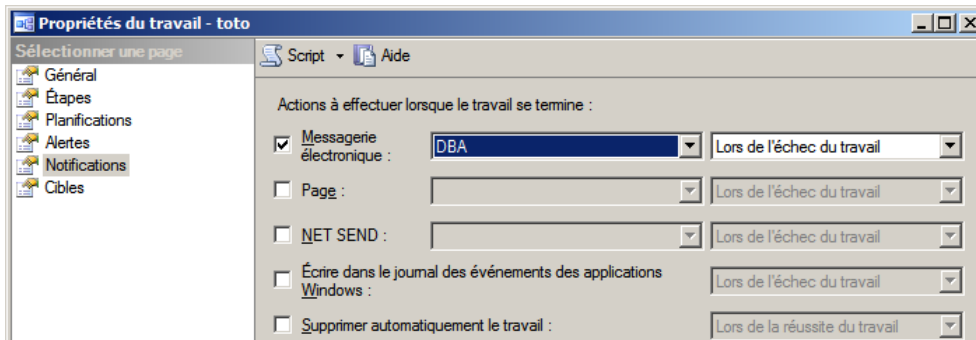 Propriétés du travail - toto
Sélectionner une page
Général
Étapes
Planifications
Alertes
Notifications
Cibles
Script Aide
Actions à effectuer lorsque le travail se termine :
Messagerie
électronique : DBA Lors de l'échec du travail
Page : Lors de l'échec du travail
NET SEND : Lors de l'échec du travail
Écrire dans le journal des événements des applications
Windows : Lors de l'échec du travail
Supprimer automatiquement le travail : Lors de la réussite du travail